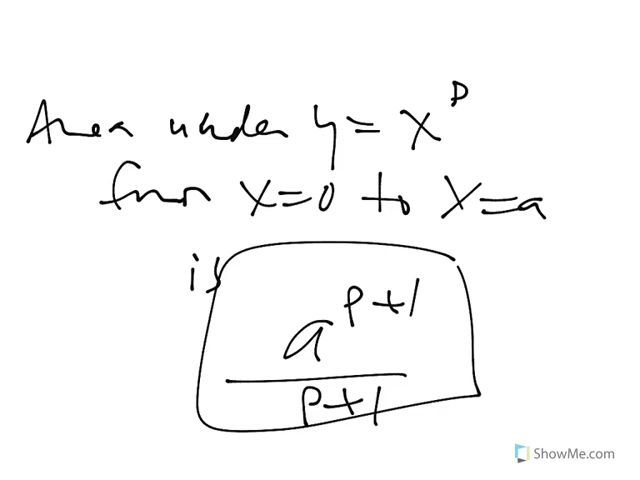 Area under y = x^p
from x=0 to x=a
is
a^{p+1}
p+1
ShowMe.com